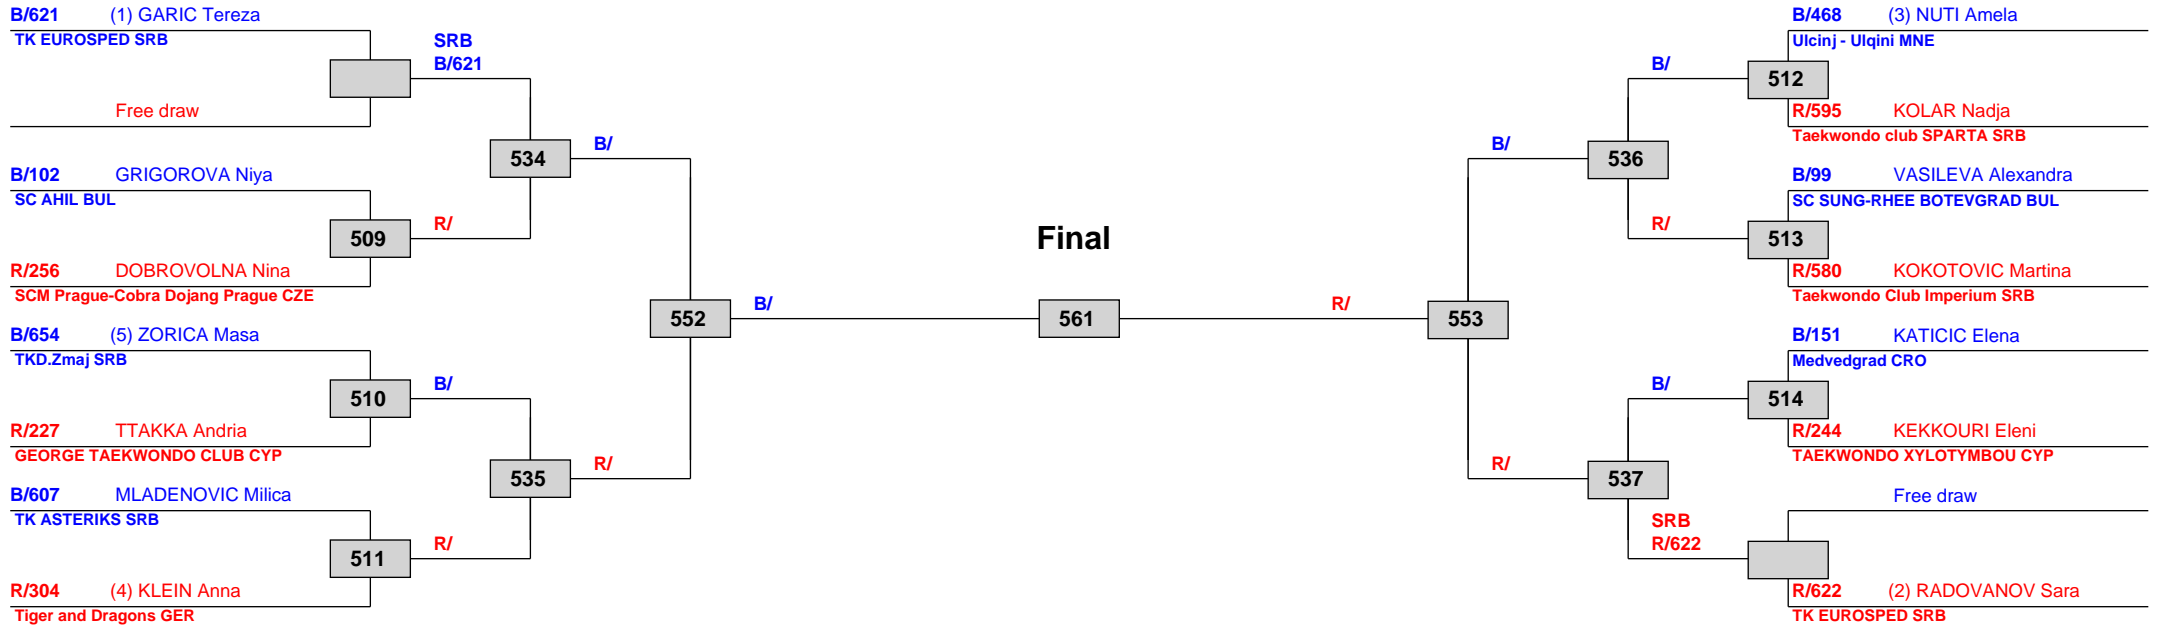 B/621 (1) GARIC Tereza
TK EUROSPED SRB
Free draw
B/102 GRIGOROVA Niya
SC AHIL BUL
509
R/256 DOBROVOLNA Nina
SCM Prague-Cobra Dojang Prague CZE
B/654 (5) ZORICA Masa
TKD.Zmaj SRB
510
R/227 TTAKKA Andria
GEORGE TAEKWONDO CLUB CYP
B/607 MLADENOVIC Milica
TK ASTERIKS SRB
511
R/304 (4) KLEIN Anna
Tiger and Dragons GER
SRB
B/621
534
R/
B/
535
R/
B/
552
R/
B/
Final
561
R/
B/
553
R/
B/
536
R/
B/
537
SRB
R/622
B/468 (3) NUTI Amela
Ulcinj - Ulqini MNE
512
R/595 KOLAR Nadja
Taekwondo club SPARTA SRB
B/99 VASILEVA Alexandra
SC SUNG-RHEE BOTEVGRAD BUL
513
R/580 KOKOTOVIC Martina
Taekwondo Club Imperium SRB
B/151 KATICIC Elena
Medvedgrad CRO
514
R/244 KEKKOURI Eleni
TAEKWONDO XYLOTYMBOU CYP
Free draw
R/622 (2) RADOVANOV Sara
TK EUROSPED SRB